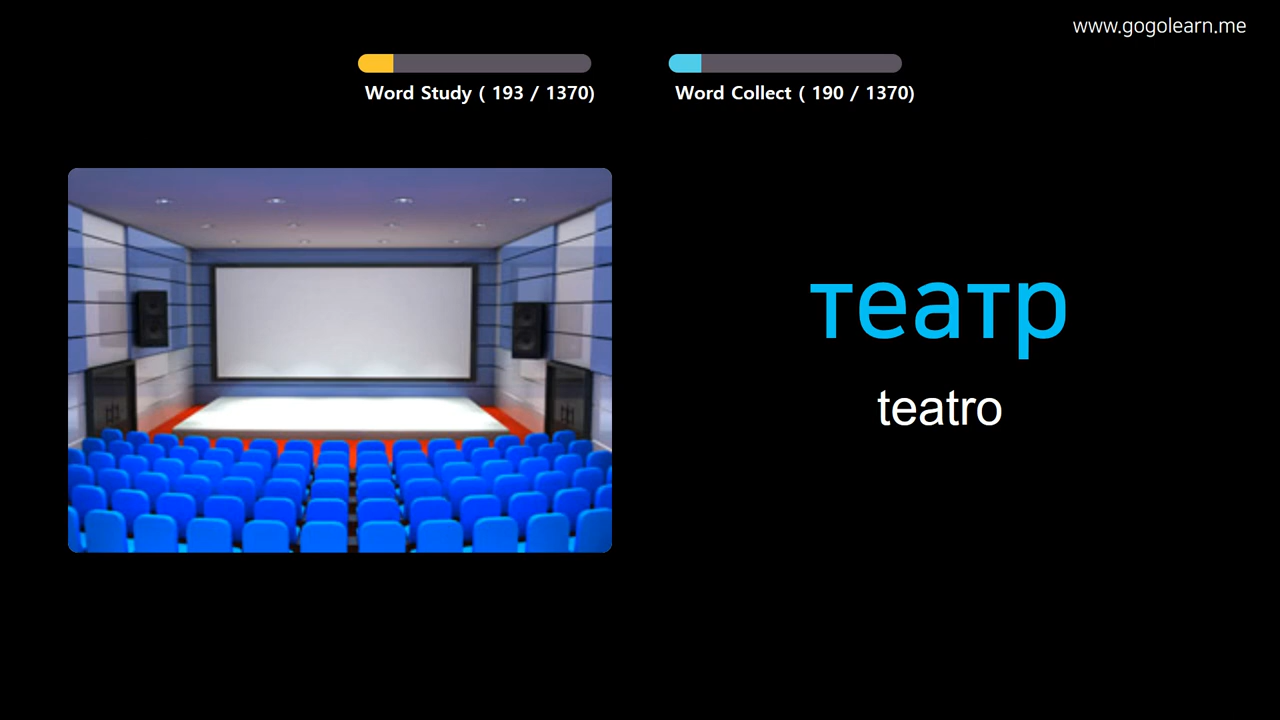 www.gogolearn.me
Word Study ( 193 / 1370)
Word Collect ( 190 / 1370)
театр
teatro